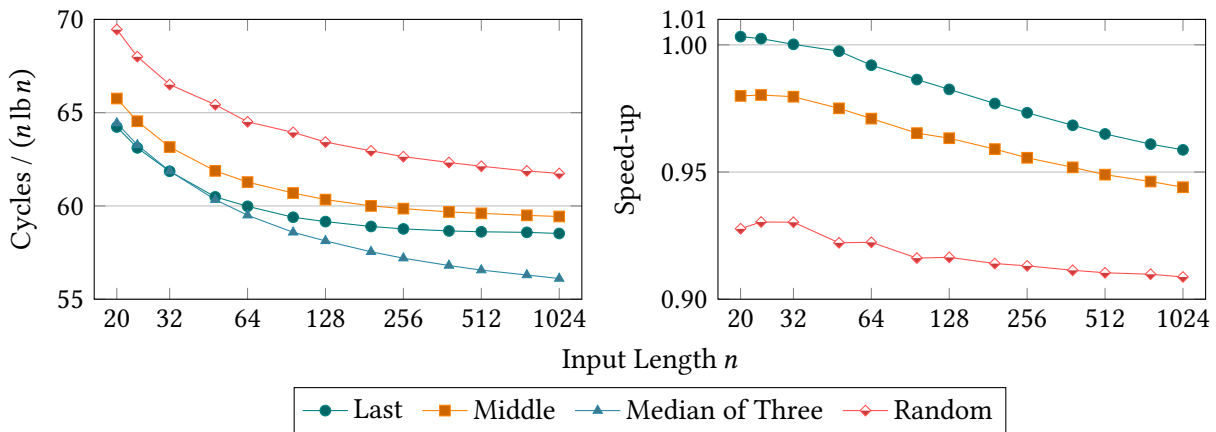 Cycles / (n lb n)
70
65
60
55
20 32 64 128 256 512 1024
Speed-up
1.01
1.00
0.95
0.90
20 32 64 128 256 512 1024
Input Length n
Last Middle Median of Three Random